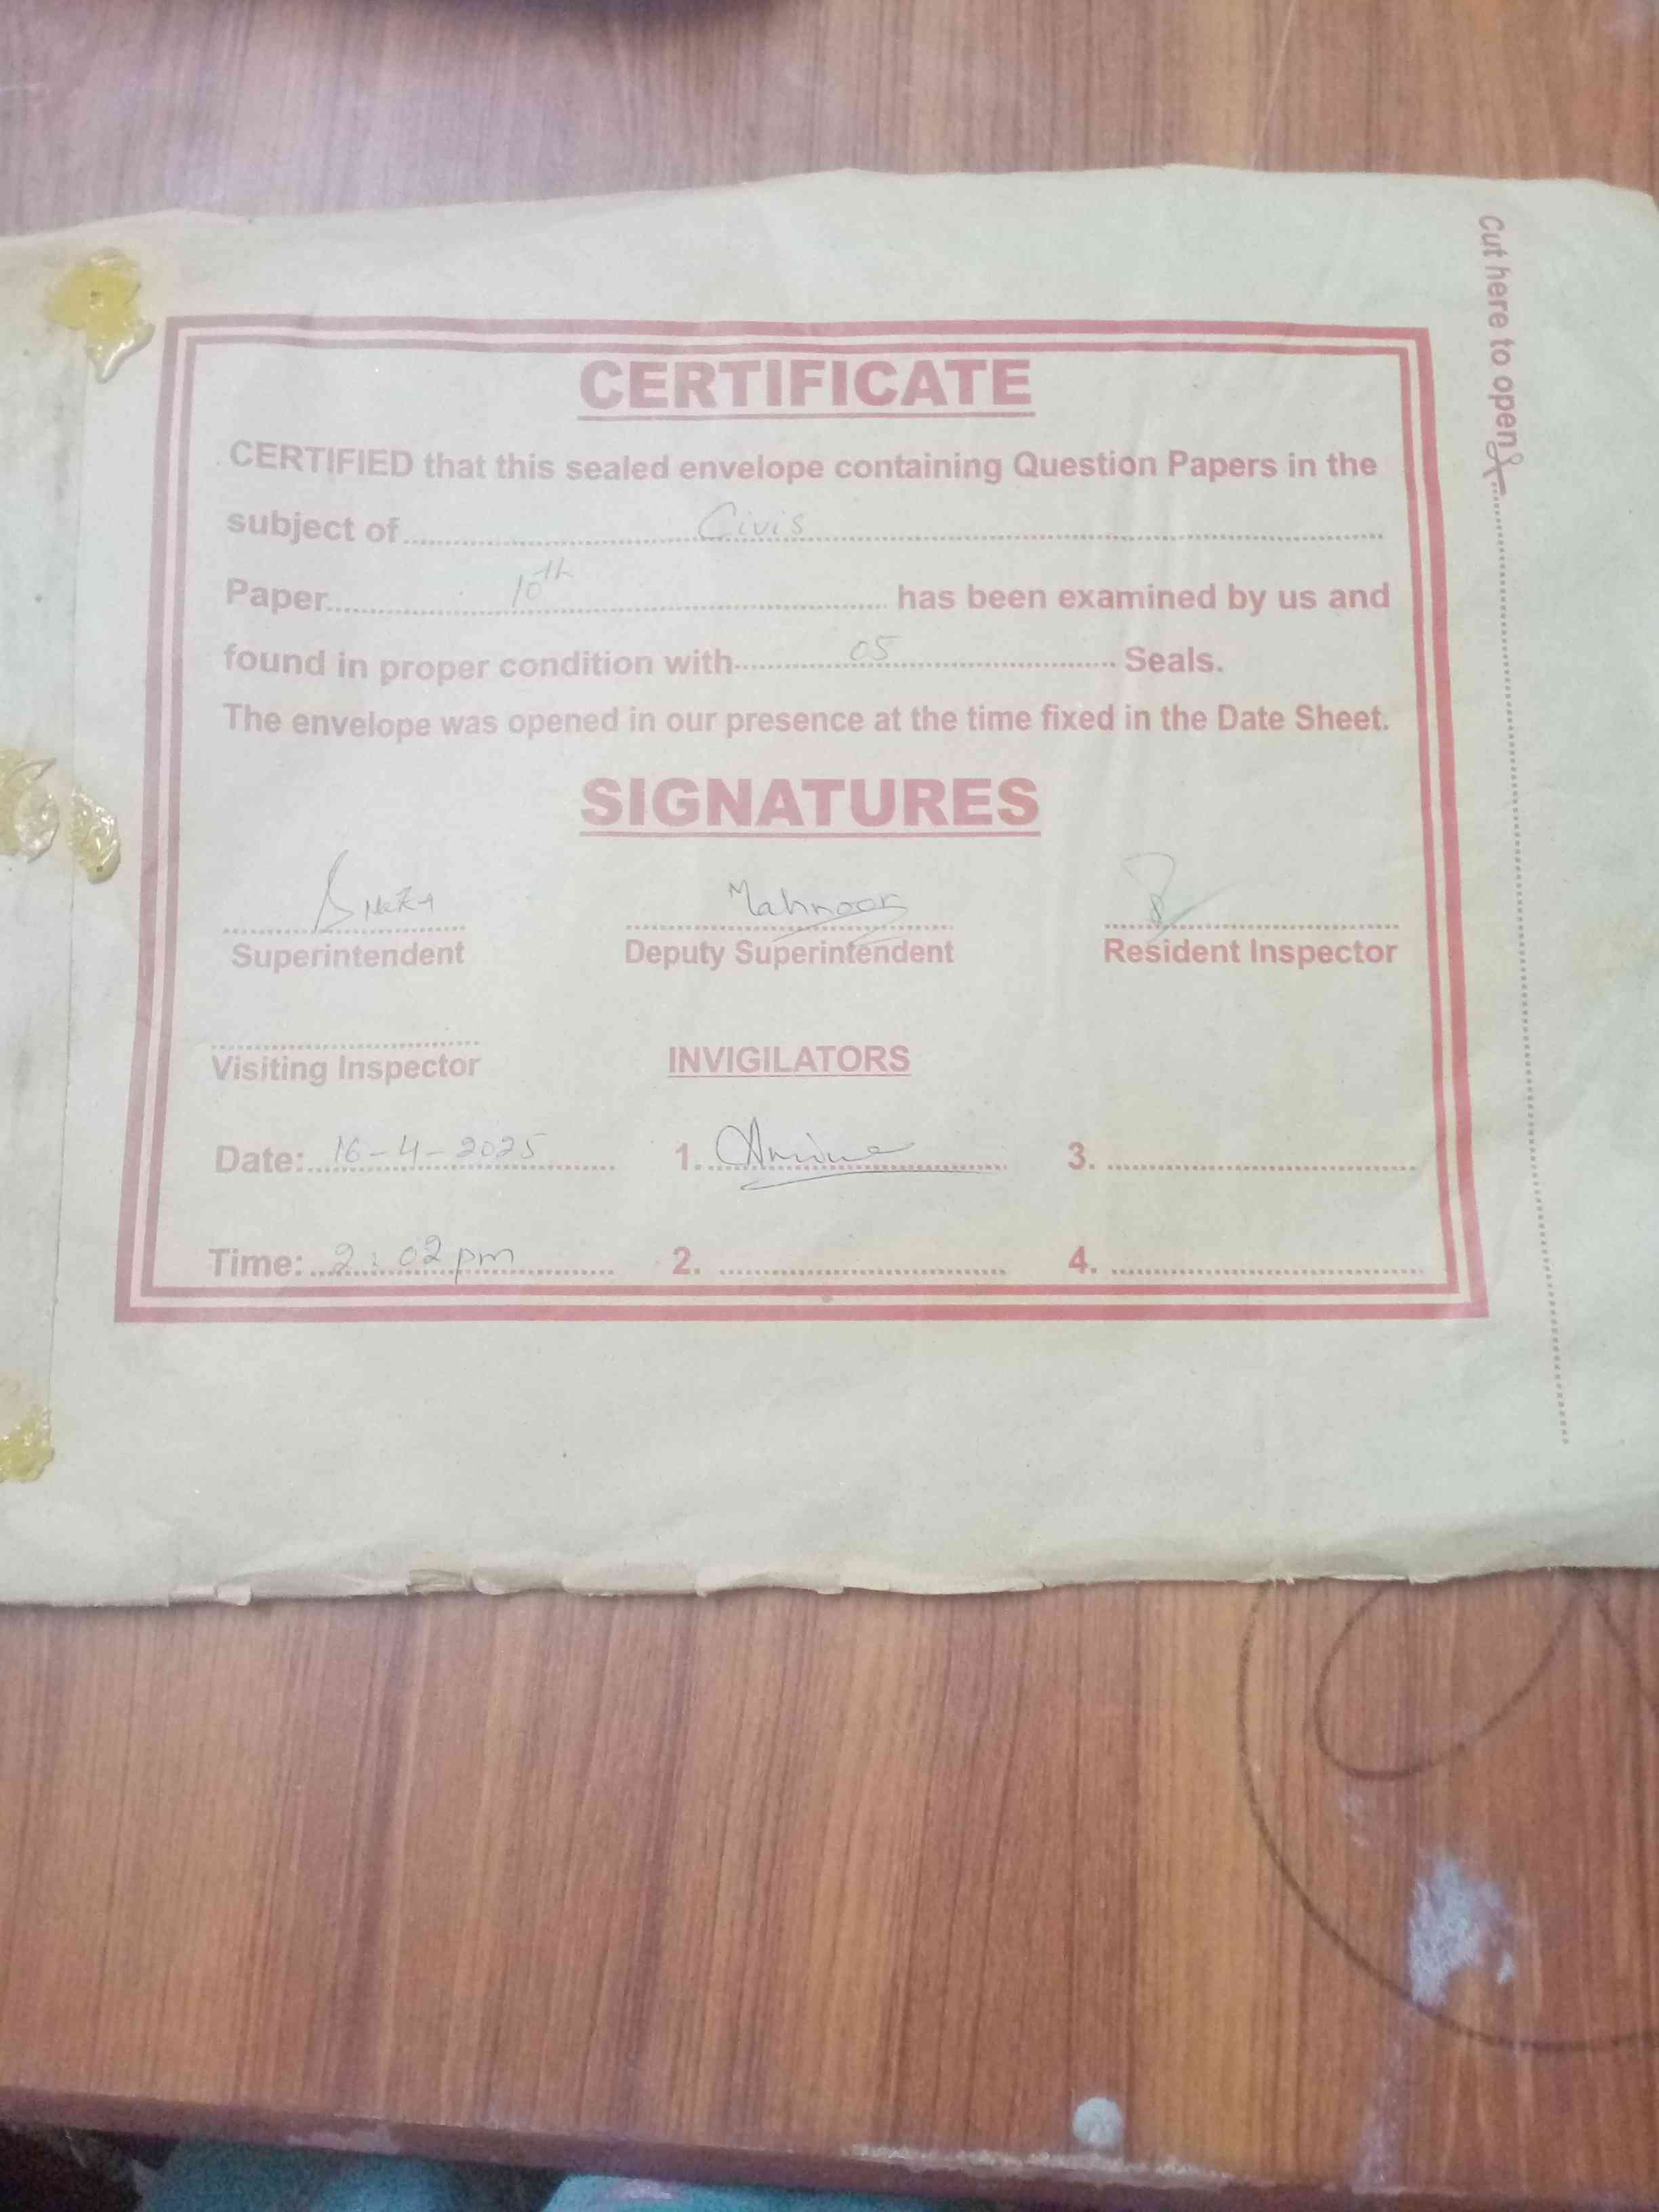 Cut here to open
CERTIFICATE
CERTIFIED that this sealed envelope containing Question Papers in the
subject of Civis
Paper 10th has been examined by us and
found in proper condition with 05 Seals.
The envelope was opened in our presence at the time fixed in the Date Sheet.
SIGNATURES
Mahnoor
Superintendent Deputy Superintendent Resident Inspector
Visiting Inspector INVIGILATORS
Date: 16-4-2025 1. Amina 3.
Time: 2:02 pm 2. 4.